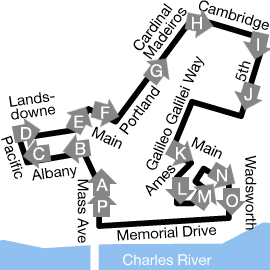 Cambridge
Cardinal
Medeiros
H
I
5th
Galileo Galilei Way
G
J
Lands-
downe
F
Portland
E
Main
D
Pacific
C
B
Albany
K
Main
Ames
N
Wadsworth
A
L
M
O
P
Mass Ave
Memorial Drive
Charles River